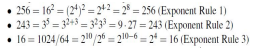 • 256 = 16² = (2⁴)² = 2⁴·² = 2⁸ = 256 (Exponent Rule 1)
• 243 = 3⁵ = 3²⁺³ = 3²3³ = 9 · 27 = 243 (Exponent Rule 2)
• 16 = 1024/64 = 2¹⁰/2⁶ = 2¹⁰⁻⁶ = 2⁴ = 16 (Exponent Rule 3)